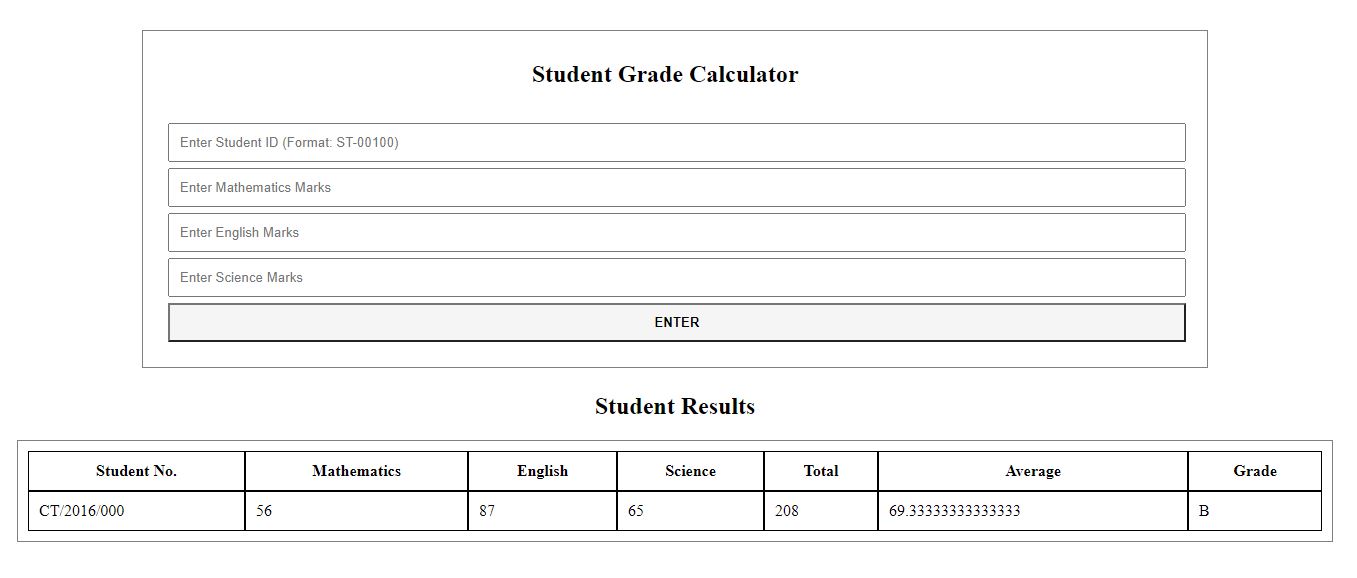 Student Grade Calculator
Enter Student ID (Format: ST-00100)
Enter Mathematics Marks
Enter English Marks
Enter Science Marks
ENTER
Student Results
Student No. Mathematics English Science Total Average Grade
CT/2016/000 56 87 65 208 69.33333333333333 B